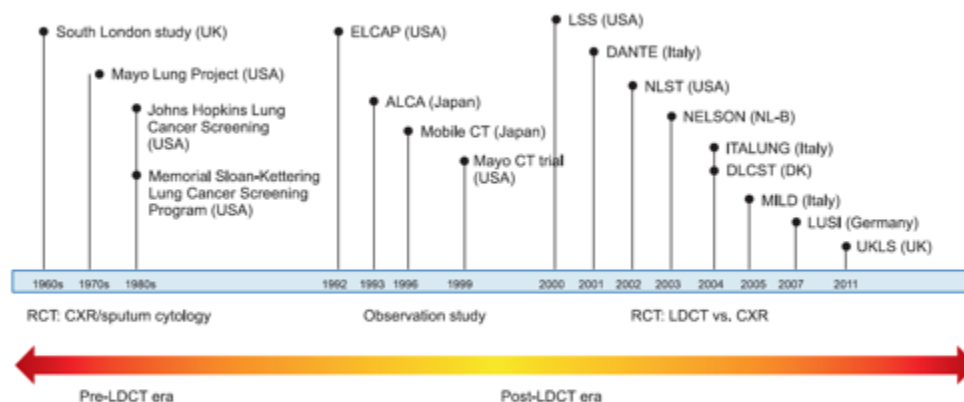 South London study (UK)
Mayo Lung Project (USA)
Johns Hopkins Lung
Cancer Screening
(USA)
Memorial Sloan-Kettering
Lung Cancer Screening
Program (USA)
ELCAP (USA)
ALCA (Japan)
Mobile CT (Japan)
Mayo CT trial
(USA)
LSS (USA)
DANTE (Italy)
NLST (USA)
NELSON (NL-B)
ITALUNG (Italy)
DLCST (DK)
MILD (Italy)
LUSI (Germany)
UKLS (UK)
1960s 1970s 1980s 1992 1993 1996 1999 2000 2001 2002 2003 2004 2005 2007 2011
RCT: CXR/sputum cytology Observation study RCT: LDCT vs. CXR
Pre-LDCT era Post-LDCT era